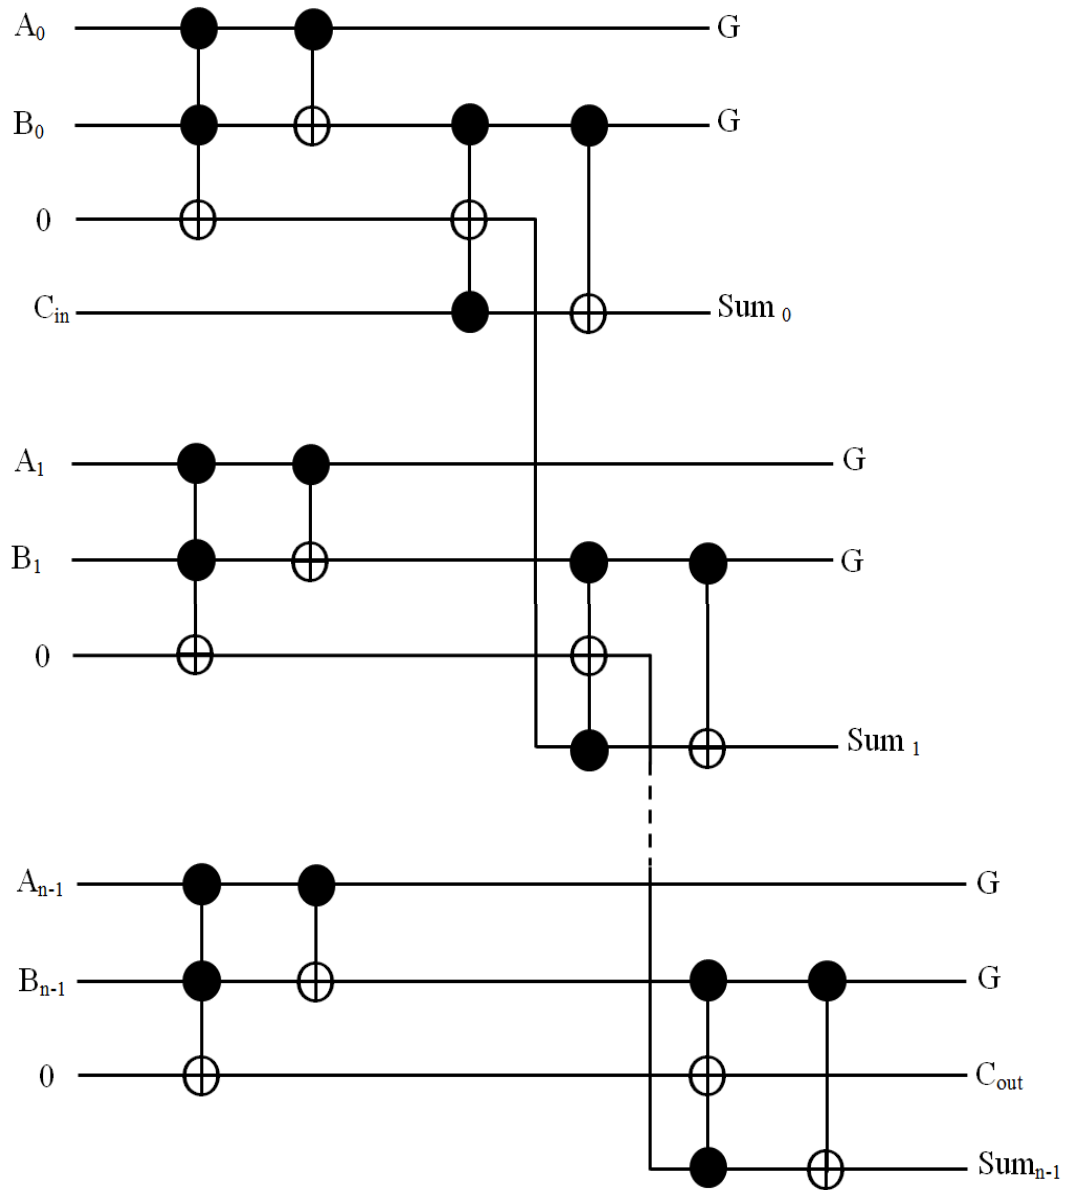 A0 G
B0 G
0
Cin Sum 0
A1 G
B1 G
0
Sum 1
An-1 G
Bn-1 G
0 Cout
Sumn-1